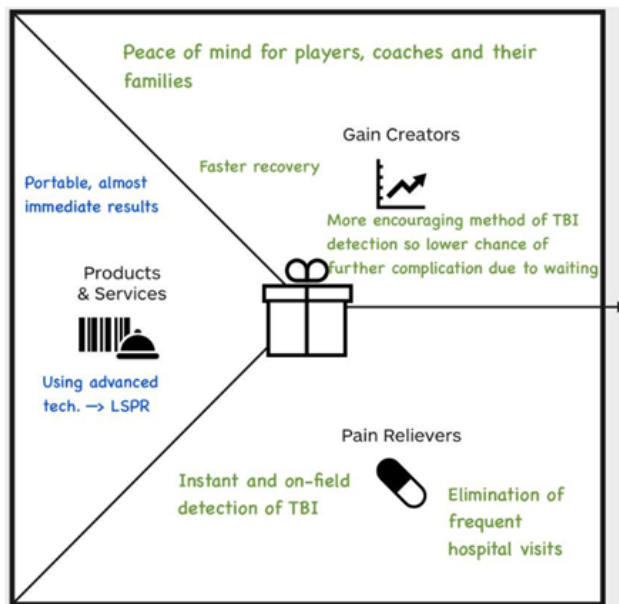 Peace of mind for players, coaches and their
families
Gain Creators
Faster recovery
More encouraging method of TBI
detection so lower chance of
further complication due to waiting
Portable, almost
immediate results
Products
& Services
Using advanced
tech. —> LSPR
Pain Relievers
Instant and on-field
detection of TBI
Elimination of
frequent
hospital visits